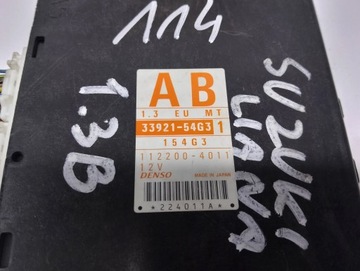 114
AB
1.3 EU MT
33921-54G3 1
154G3
112200-4011
12V
DENSO MADE IN JAPAN
*224011A*
1.3B
SUZUKI
LIANA